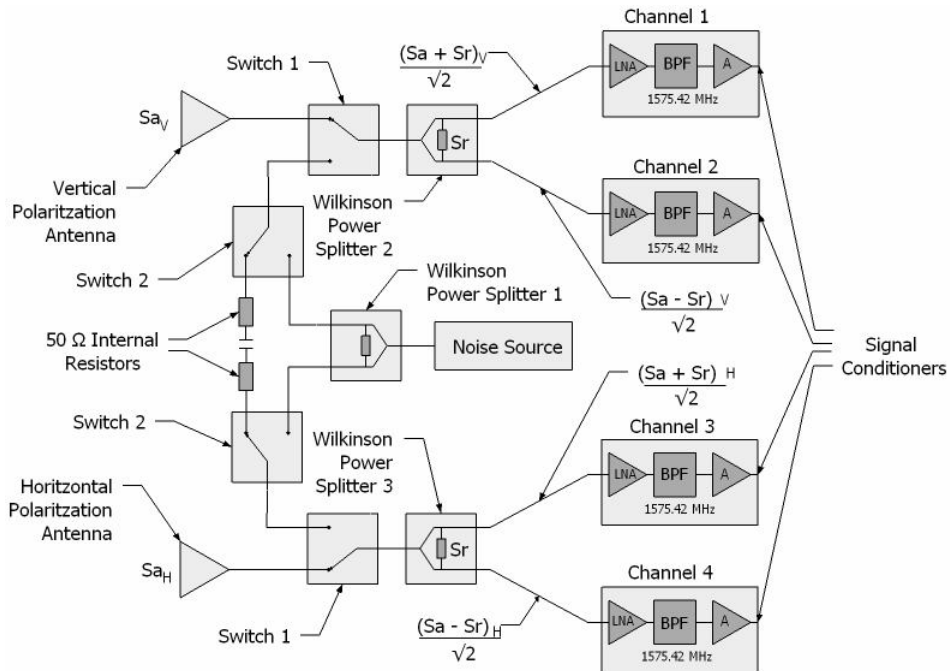 Channel 1
LNA BPF A
1575.42 MHz
(Sa + Sr)V
√2
Switch 1
SaV
Sr
Vertical
Polaritzation
Antenna
Wilkinson
Power
Splitter 2
Channel 2
LNA BPF A
1575.42 MHz
Switch 2
Wilkinson
Power Splitter 1
(Sa - Sr) V
√2
50 Ω Internal
Resistors
Noise Source
Signal
Conditioners
(Sa + Sr) H
√2
Switch 2
Wilkinson
Power
Splitter 3
Channel 3
LNA BPF A
1575.42 MHz
Horitzontal
Polaritzation
Antenna
Sr
SaH
Switch 1
(Sa - Sr)H
√2
Channel 4
LNA BPF A
1575.42 MHz